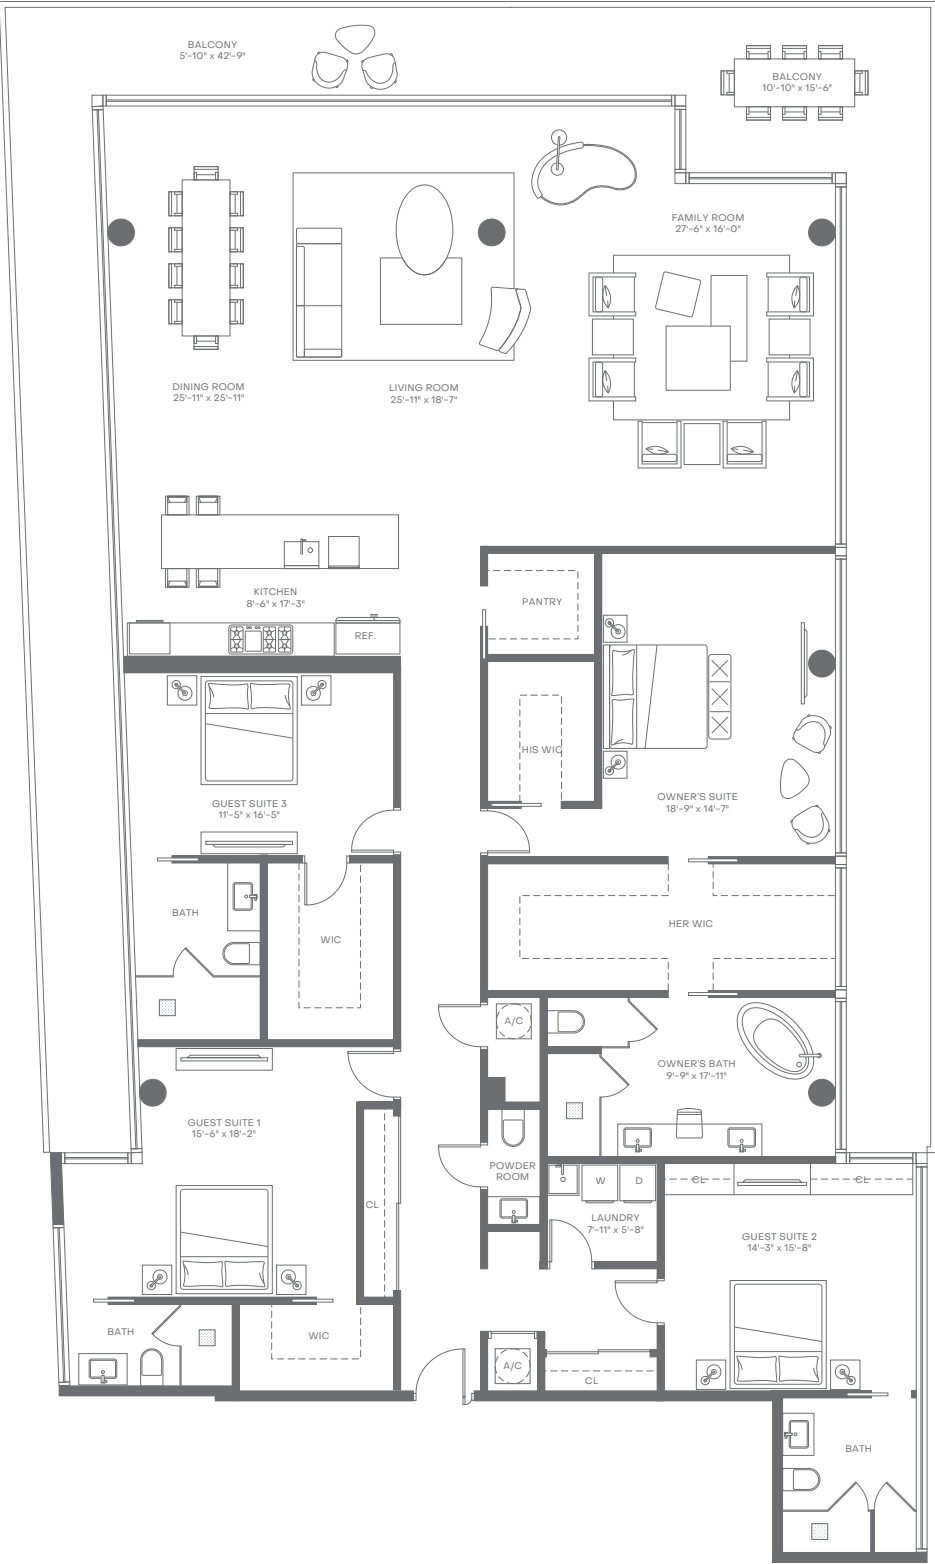 BALCONY
5'-10" x 42'-9"
BALCONY
10'-10" x 15'-6"
FAMILY ROOM
27'-6" x 16'-0"
DINING ROOM
25'-11" x 25'-11"
LIVING ROOM
25'-11" x 18'-7"
KITCHEN
8'-6" x 17'-3"
REF.
PANTRY
HIS WIC
OWNER'S SUITE
18'-9" x 14'-7"
GUEST SUITE 3
11'-5" x 16'-5"
BATH
WIC
HER WIC
A/C
OWNER'S BATH
9'-9" x 17'-11"
GUEST SUITE 1
15'-6" x 18'-2"
CL
POWDER
ROOM
W
D
LAUNDRY
7'-11" x 5'-8"
CL
CL
GUEST SUITE 2
14'-3" x 15'-8"
BATH
WIC
A/C
CL
BATH